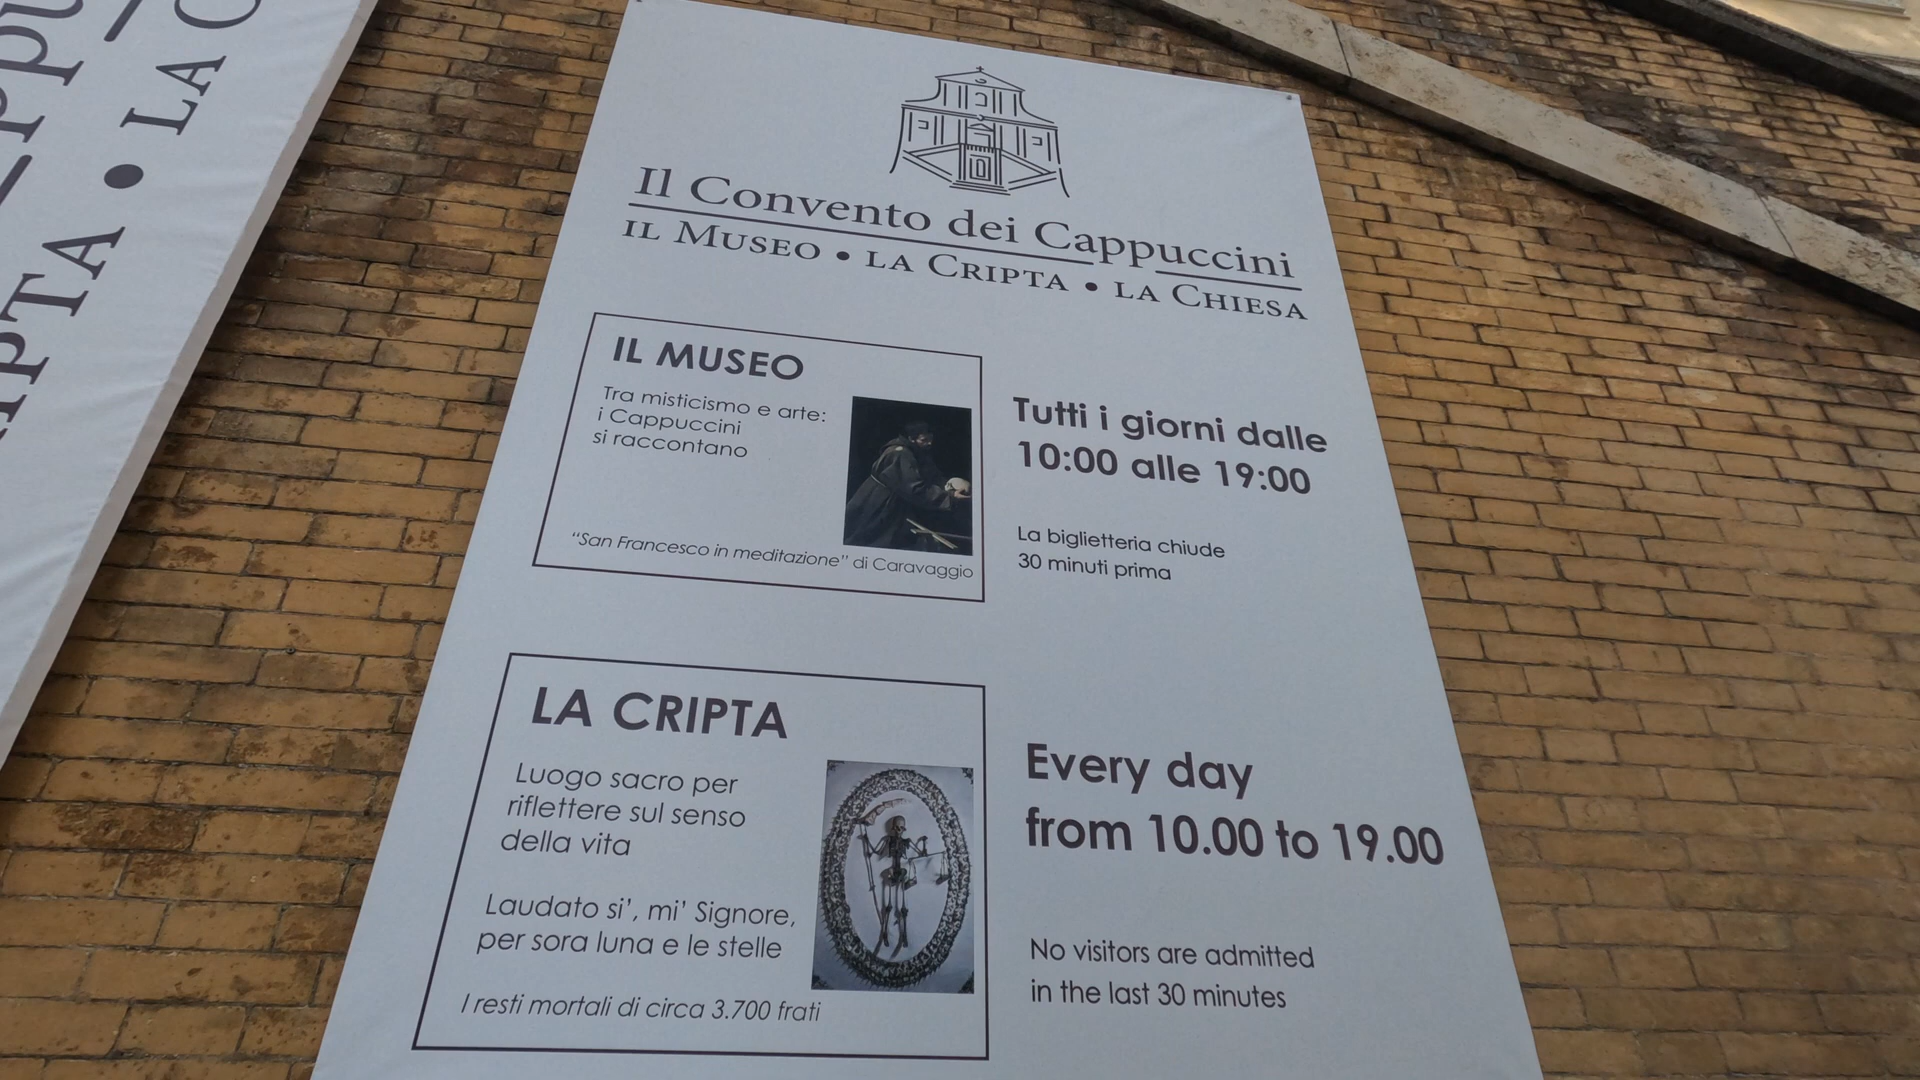 Il Convento dei Cappuccini
IL MUSEO • LA CRIPTA • LA CHIESA
IL MUSEO
Tra misticismo e arte:
i Cappuccini
si raccontano
"San Francesco in meditazione" di Caravaggio
Tutti i giorni dalle
10:00 alle 19:00
La biglietteria chiude
30 minuti prima
LA CRIPTA
Luogo sacro per
riflettere sul senso
della vita
Laudato si', mi' Signore,
per sora luna e le stelle
I resti mortali di circa 3.700 frati
Every day
from 10.00 to 19.00
No visitors are admitted
in the last 30 minutes